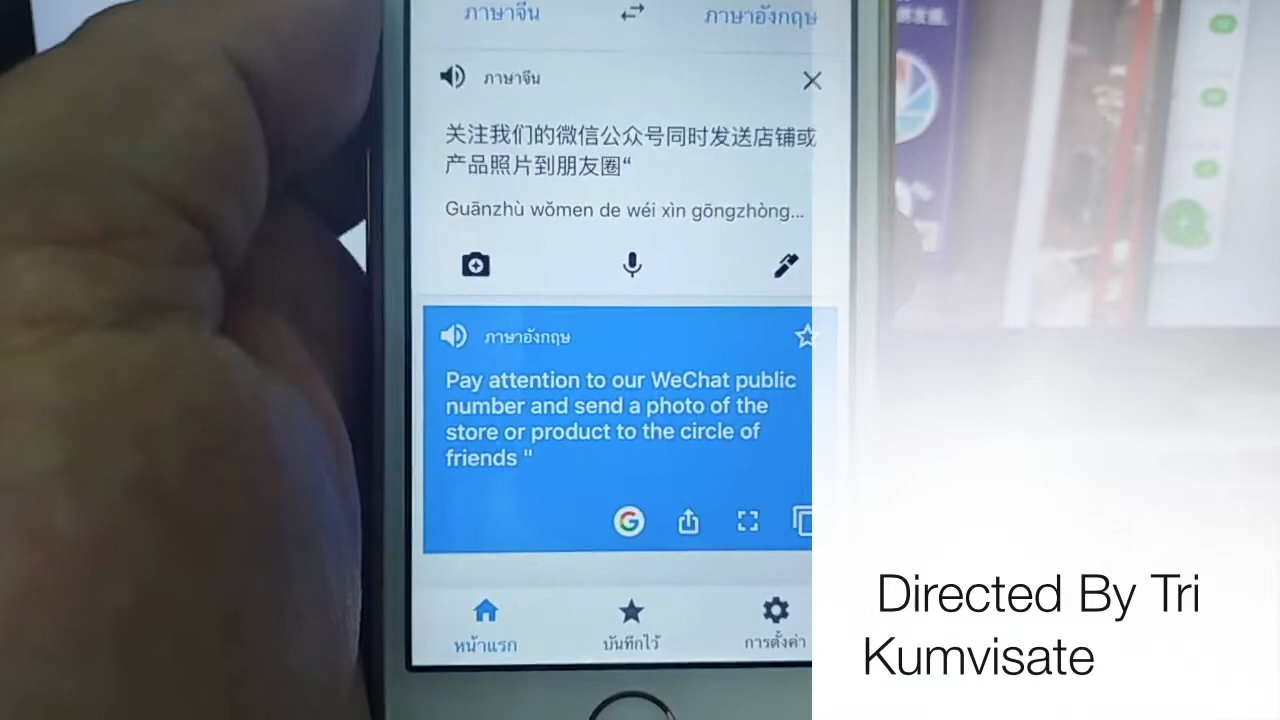 ภาษาจีน
ภาษาอังกฤษ
ภาษาจีน
关注我们的微信公众号同时发送店铺或
产品照片到朋友圈“
Guānzhù wǒmen de wéi xìn gōngzhòng...
ภาษาอังกฤษ
Pay attention to our WeChat public
number and send a photo of the
store or product to the circle of
friends "
หน้าแรก
บันทึกไว้
การตั้งค่า
Directed By Tri
Kumvisate